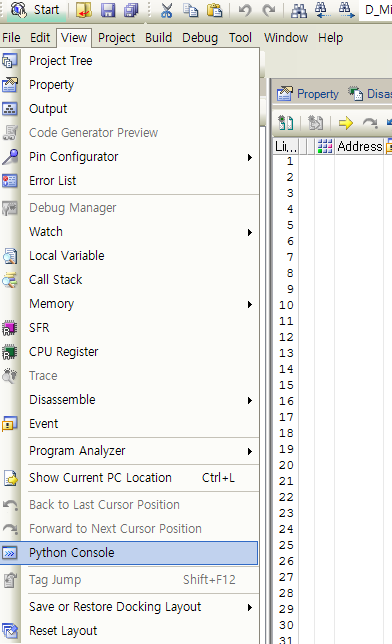 Start
D_Mi
File Edit View Project Build Debug Tool Window Help
Project Tree
Property
Output
Code Generator Preview
Pin Configurator
Error List
Debug Manager
Watch
Local Variable
Call Stack
Memory
SFR
CPU Register
Trace
Disassemble
Event
Program Analyzer
Show Current PC Location Ctrl+L
Back to Last Cursor Position
Forward to Next Cursor Position
Python Console
Tag Jump Shift+F12
Save or Restore Docking Layout
Reset Layout
Property Disas
Li... Address
1
2
3
4
5
6
7
8
9
10
11
12
13
14
15
16
17
18
19
20
21
22
23
24
25
26
27
28
29
30
31